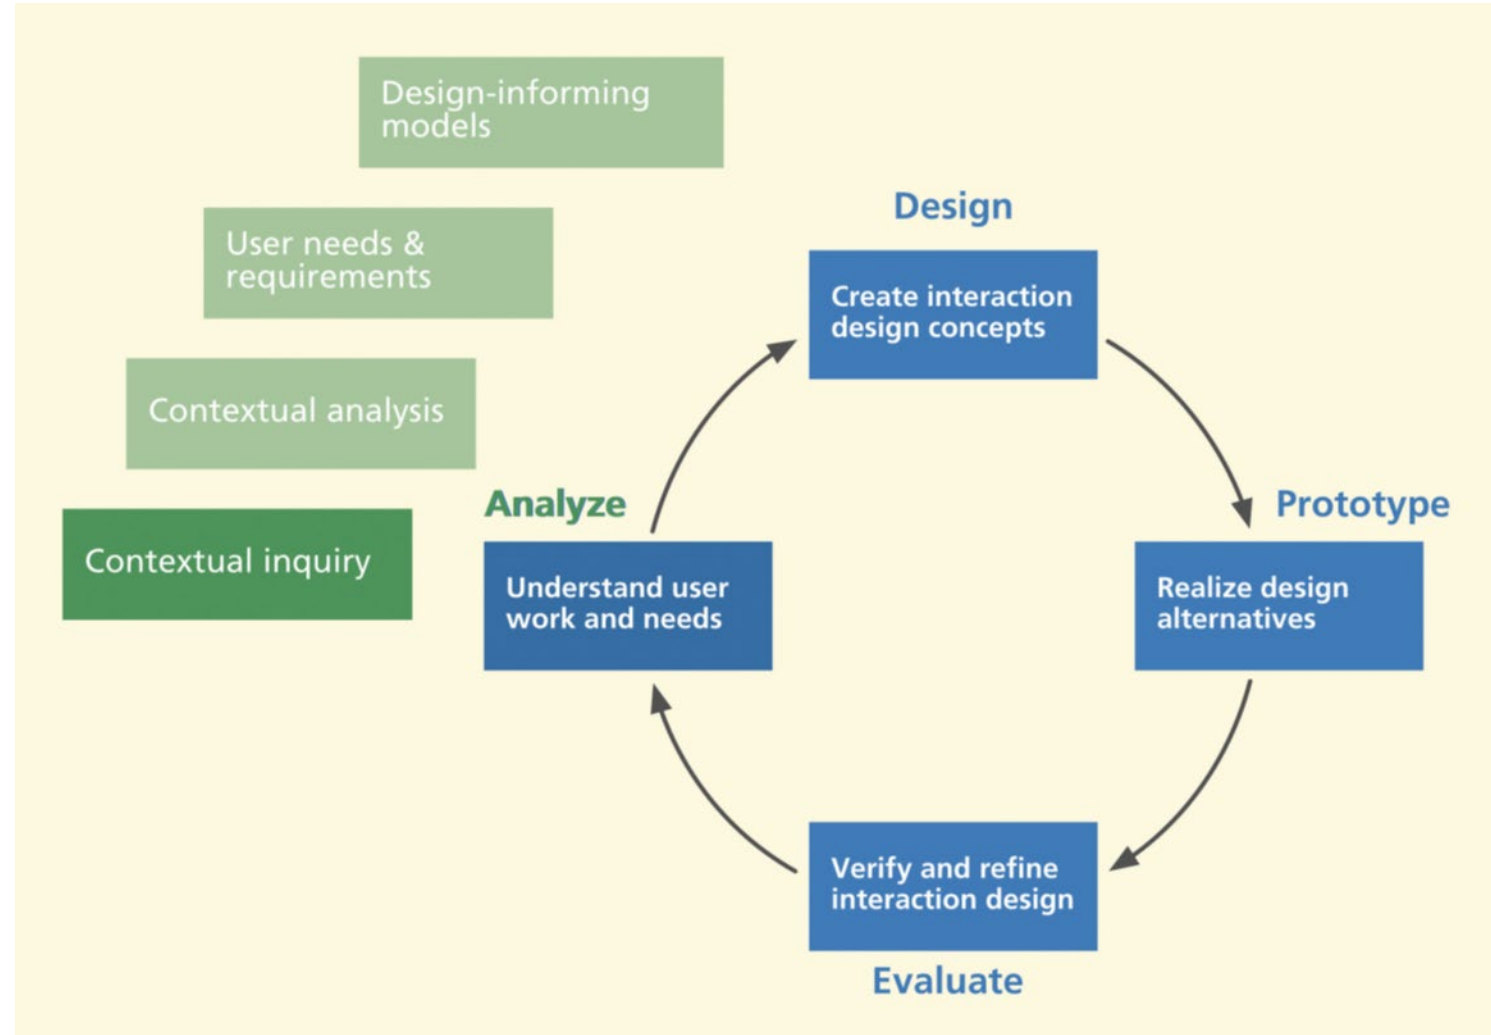 Design-informing
models
User needs &
requirements
Contextual analysis
Contextual inquiry
Analyze
Understand user
work and needs
Design
Create interaction
design concepts
Prototype
Realize design
alternatives
Verify and refine
interaction design
Evaluate